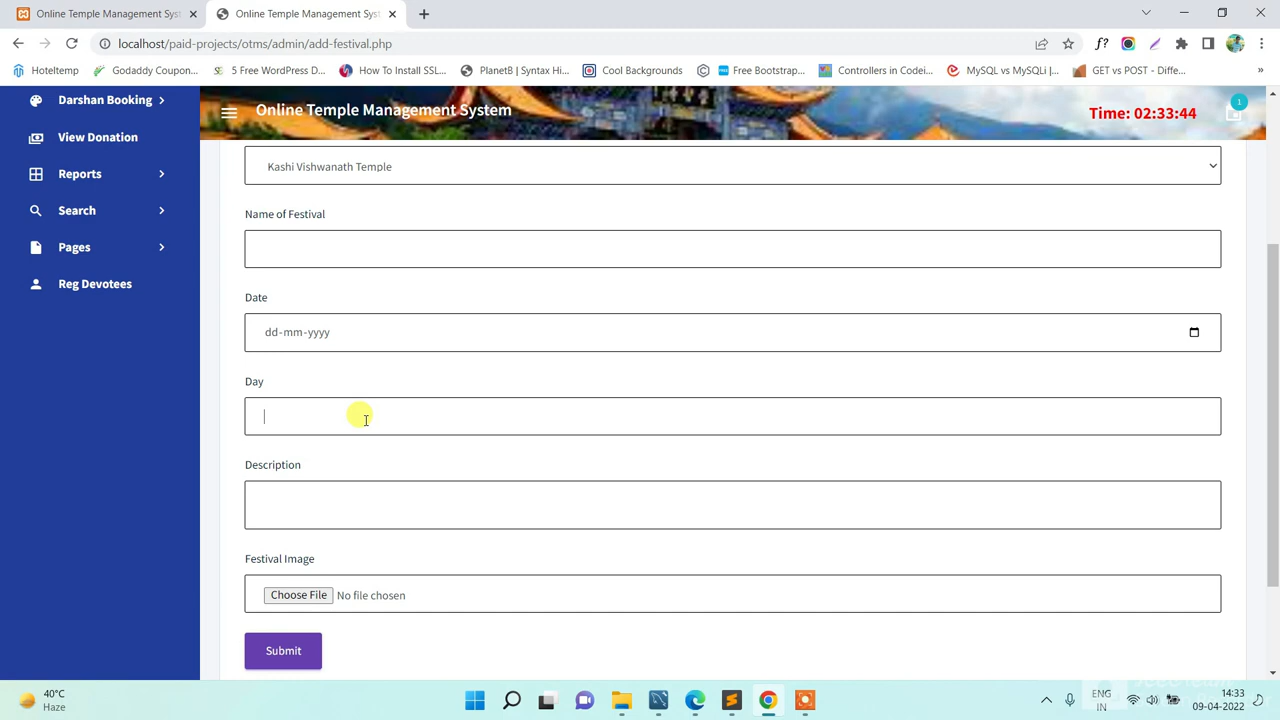 Online Temple Management Syst
Online Temple Management Syst
localhost/paid-projects/otms/admin/add-festival.php
Hoteltemp
Godaddy Coupon...
5 Free WordPress D...
How To Install SSL...
PlanetB | Syntax Hi...
Cool Backgrounds
Free Bootstrap...
Controllers in Codei...
MySQL vs MySQLi |...
GET vs POST - Diffe...
»
Darshan Booking
View Donation
Reports
Search
Pages
Reg Devotees
Online Temple Management System
Time: 02:33:44
1
Kashi Vishwanath Temple
Name of Festival
Date
dd-mm-yyyy
Day
Description
Festival Image
Choose File No file chosen
Submit
40°C
Haze
ENG
IN
14:33
09-04-2022